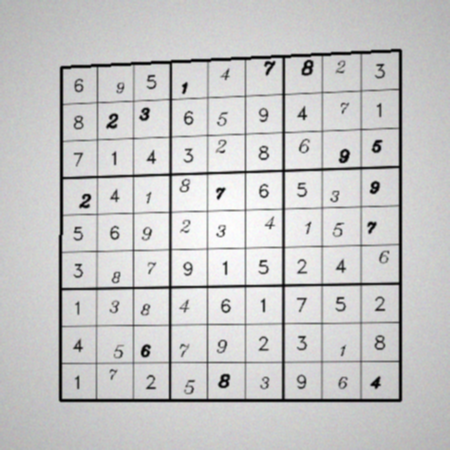 6 9 5 1 4 7 8 2 3
8 2 3 6 5 9 4 7 1
7 1 4 3 2 8 6 9 5
2 4 1 8 7 6 5 3 9
5 6 9 2 3 4 1 5 7
3 8 7 9 1 5 2 4 6
1 3 8 4 6 1 7 5 2
4 5 6 7 9 2 3 1 8
1 7 2 5 8 3 9 6 4